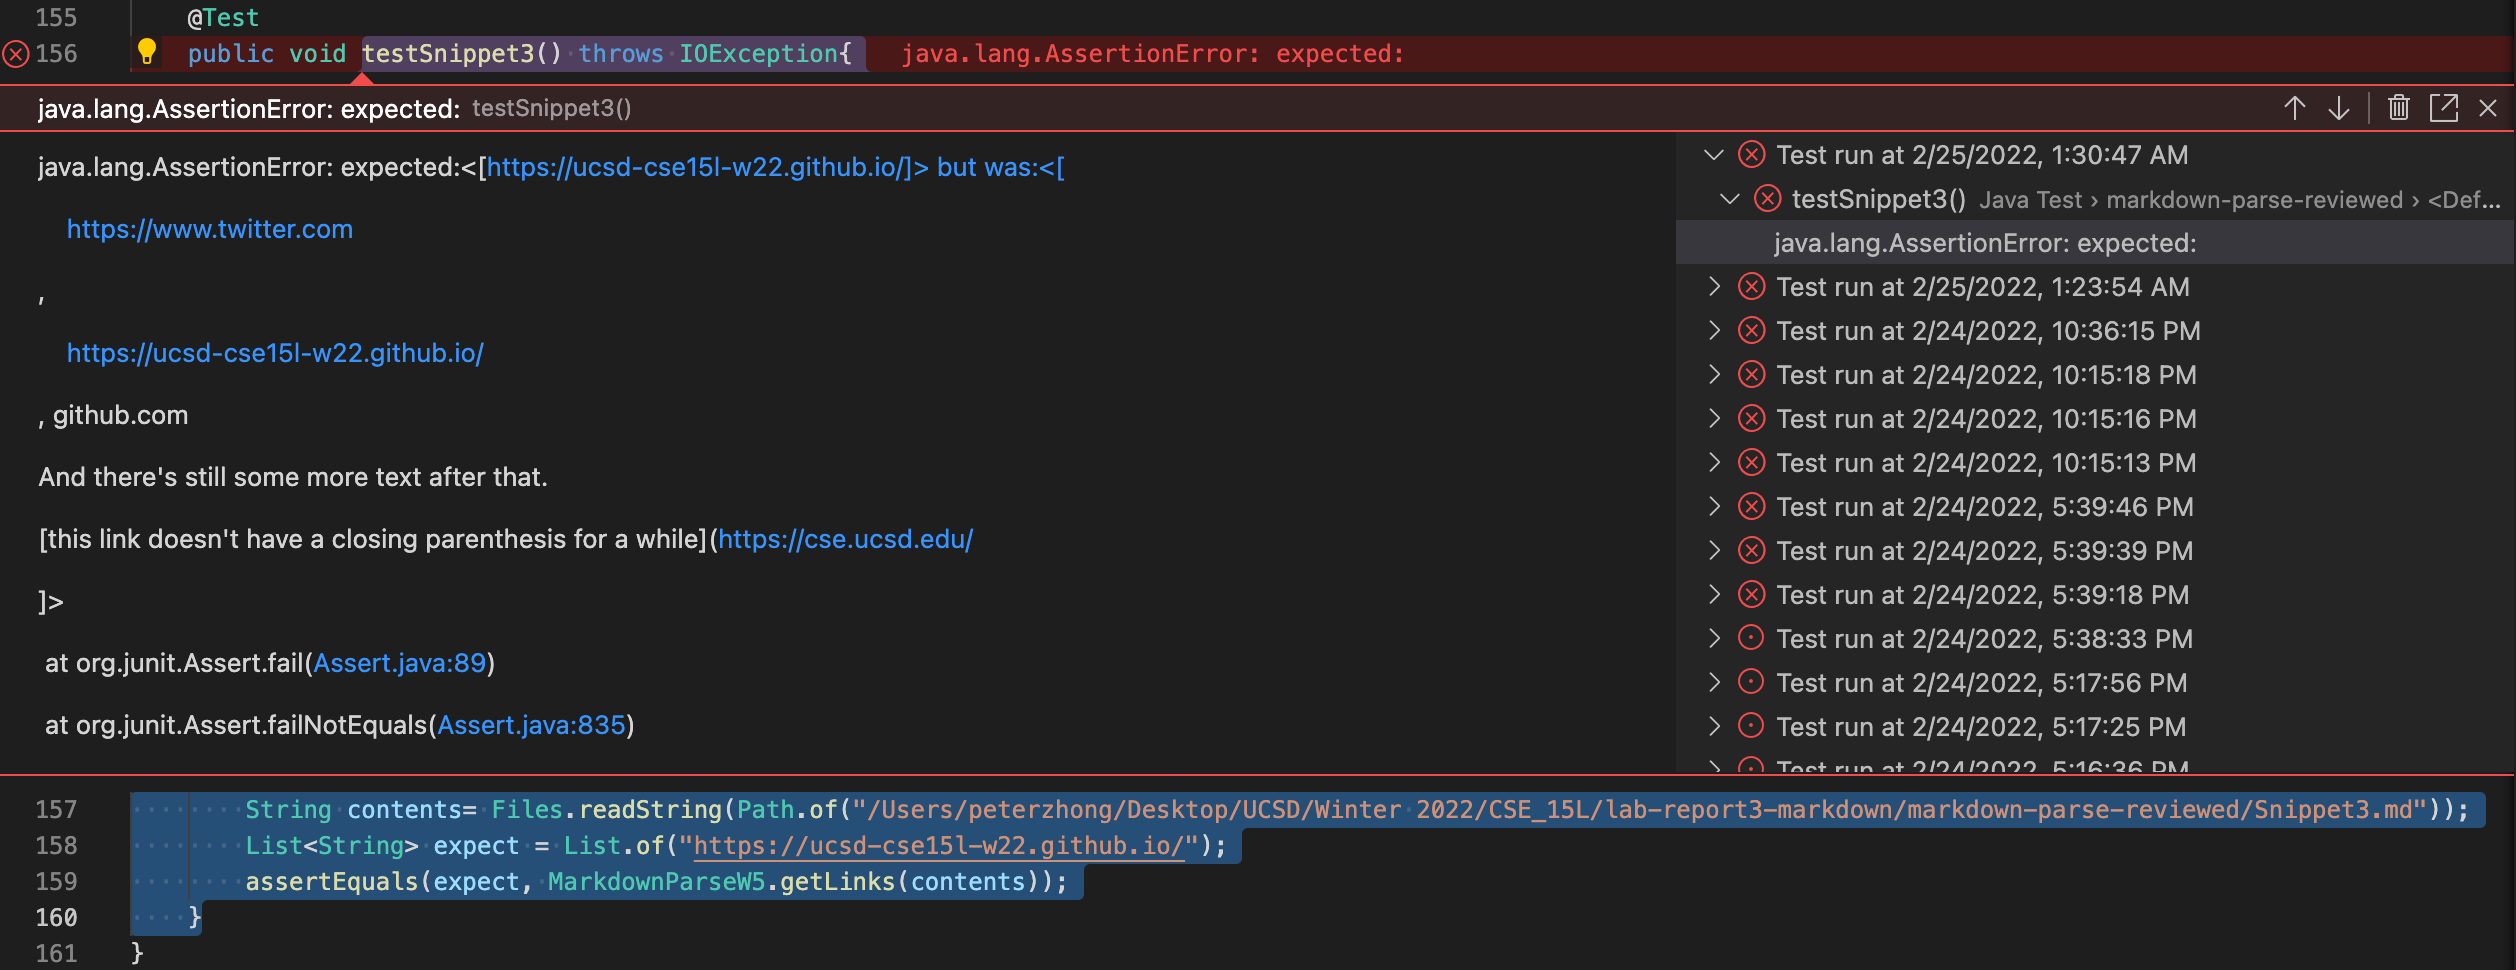 155 @Test
156 public void testSnippet3() throws IOException{ java.lang.AssertionError: expected:
java.lang.AssertionError: expected: testSnippet3()
java.lang.AssertionError: expected:<[https://ucsd-cse15l-w22.github.io/]> but was:<[
https://www.twitter.com
,
https://ucsd-cse15l-w22.github.io/
, github.com
And there's still some more text after that.
[this link doesn't have a closing parenthesis for a while](https://cse.ucsd.edu/
]>
at org.junit.Assert.fail(Assert.java:89)
at org.junit.Assert.failNotEquals(Assert.java:835)
Test run at 2/25/2022, 1:30:47 AM
testSnippet3() Java Test › markdown-parse-reviewed › <Def...
java.lang.AssertionError: expected:
Test run at 2/25/2022, 1:23:54 AM
Test run at 2/24/2022, 10:36:15 PM
Test run at 2/24/2022, 10:15:18 PM
Test run at 2/24/2022, 10:15:16 PM
Test run at 2/24/2022, 10:15:13 PM
Test run at 2/24/2022, 5:39:46 PM
Test run at 2/24/2022, 5:39:39 PM
Test run at 2/24/2022, 5:39:18 PM
Test run at 2/24/2022, 5:38:33 PM
Test run at 2/24/2022, 5:17:56 PM
Test run at 2/24/2022, 5:17:25 PM
Test run at 2/24/2022, 5:16:36 PM
157 String contents= Files.readString(Path.of("/Users/peterzhong/Desktop/UCSD/Winter 2022/CSE_15L/lab-report3-markdown/markdown-parse-reviewed/Snippet3.md"));
158 List<String> expect = List.of("https://ucsd-cse15l-w22.github.io/");
159 assertEquals(expect, MarkdownParseW5.getLinks(contents));
160 }
161 }